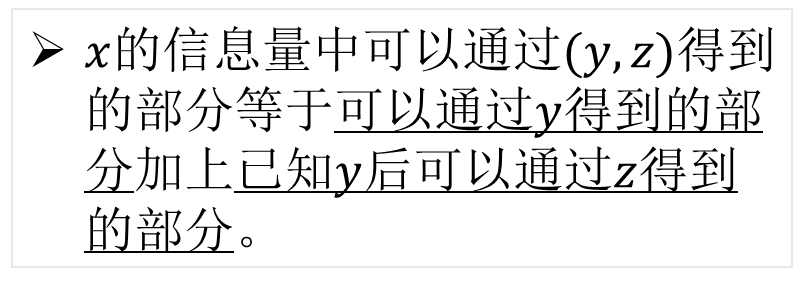 ➢ x的信息量中可以通过(y,z)得到
的部分等于可以通过y得到的部
分加上已知y后可以通过z得到
的部分。